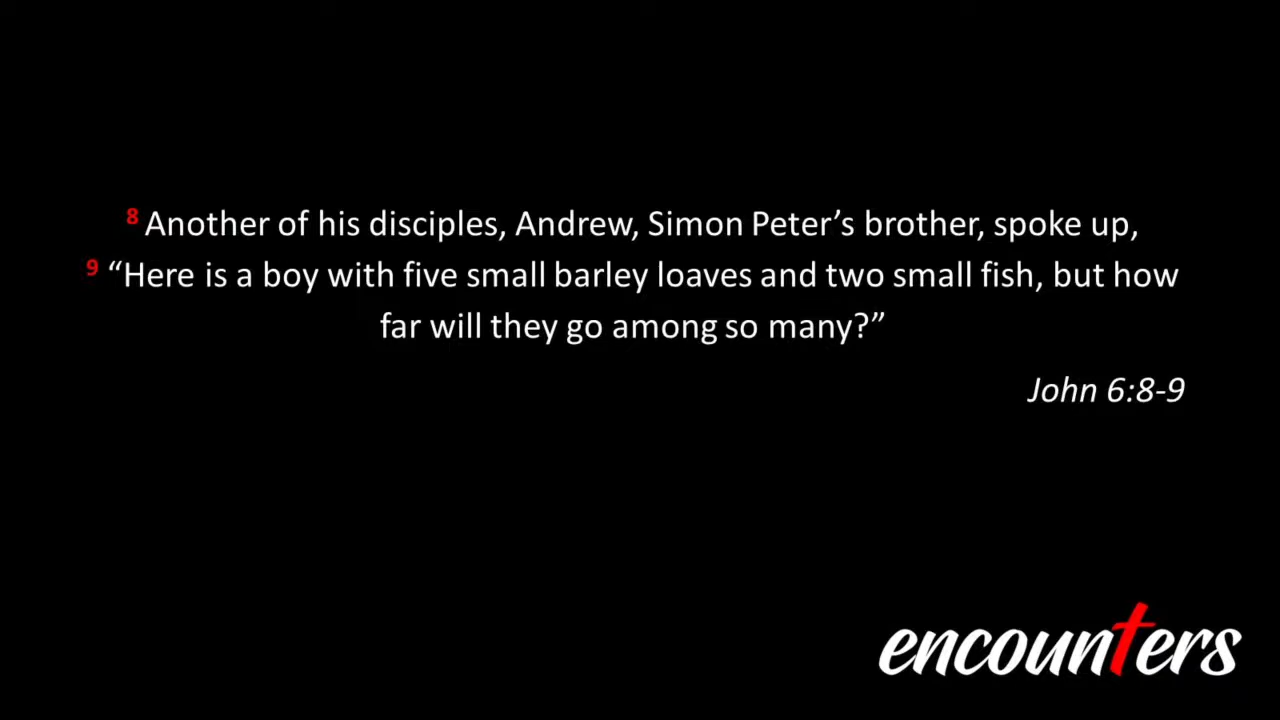 8 Another of his disciples, Andrew, Simon Peter’s brother, spoke up,
9 “Here is a boy with five small barley loaves and two small fish, but how
far will they go among so many?”
John 6:8-9
encounters